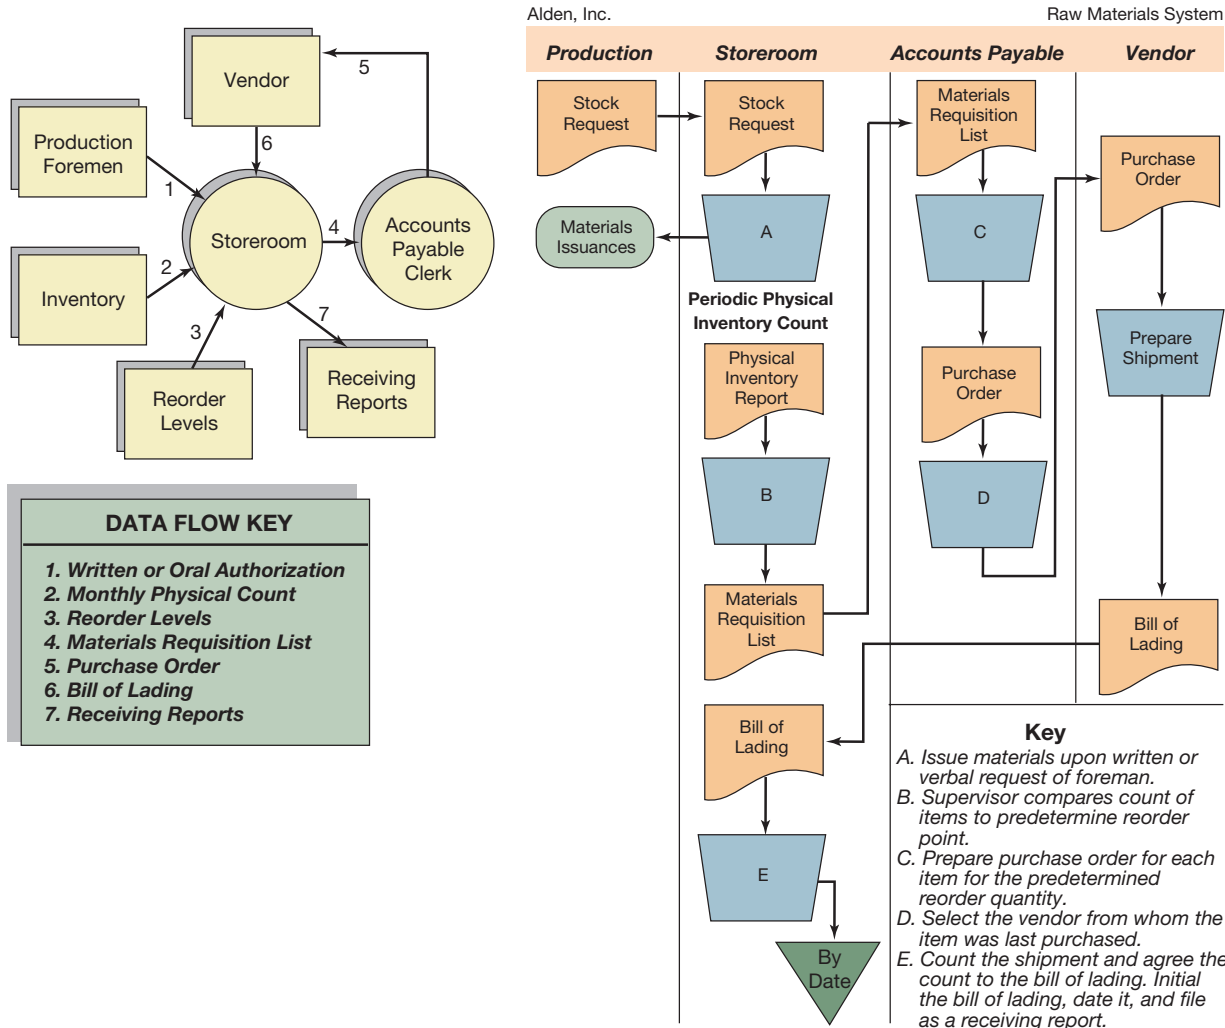 Vendor
5
Production
Foremen
6
1
Storeroom
4
Accounts
Payable
Clerk
Inventory
2
3
7
Reorder
Levels
Receiving
Reports
DATA FLOW KEY
1. Written or Oral Authorization
2. Monthly Physical Count
3. Reorder Levels
4. Materials Requisition List
5. Purchase Order
6. Bill of Lading
7. Receiving Reports
Alden, Inc.
Raw Materials System
Production
Storeroom
Accounts Payable
Vendor
Stock
Request
Stock
Request
Materials
Requisition
List
Purchase
Order
Materials
Issuances
A
C
Periodic Physical
Inventory Count
Physical
Inventory
Report
Purchase
Order
Prepare
Shipment
B
D
Materials
Requisition
List
Bill of
Lading
Bill of
Lading
E
By
Date
Key
A. Issue materials upon written or
verbal request of foreman.
B. Supervisor compares count of
items to predetermine reorder
point.
C. Prepare purchase order for each
item for the predetermined
reorder quantity.
D. Select the vendor from whom the
item was last purchased.
E. Count the shipment and agree the
count to the bill of lading. Initial
the bill of lading, date it, and file
as a receiving report.